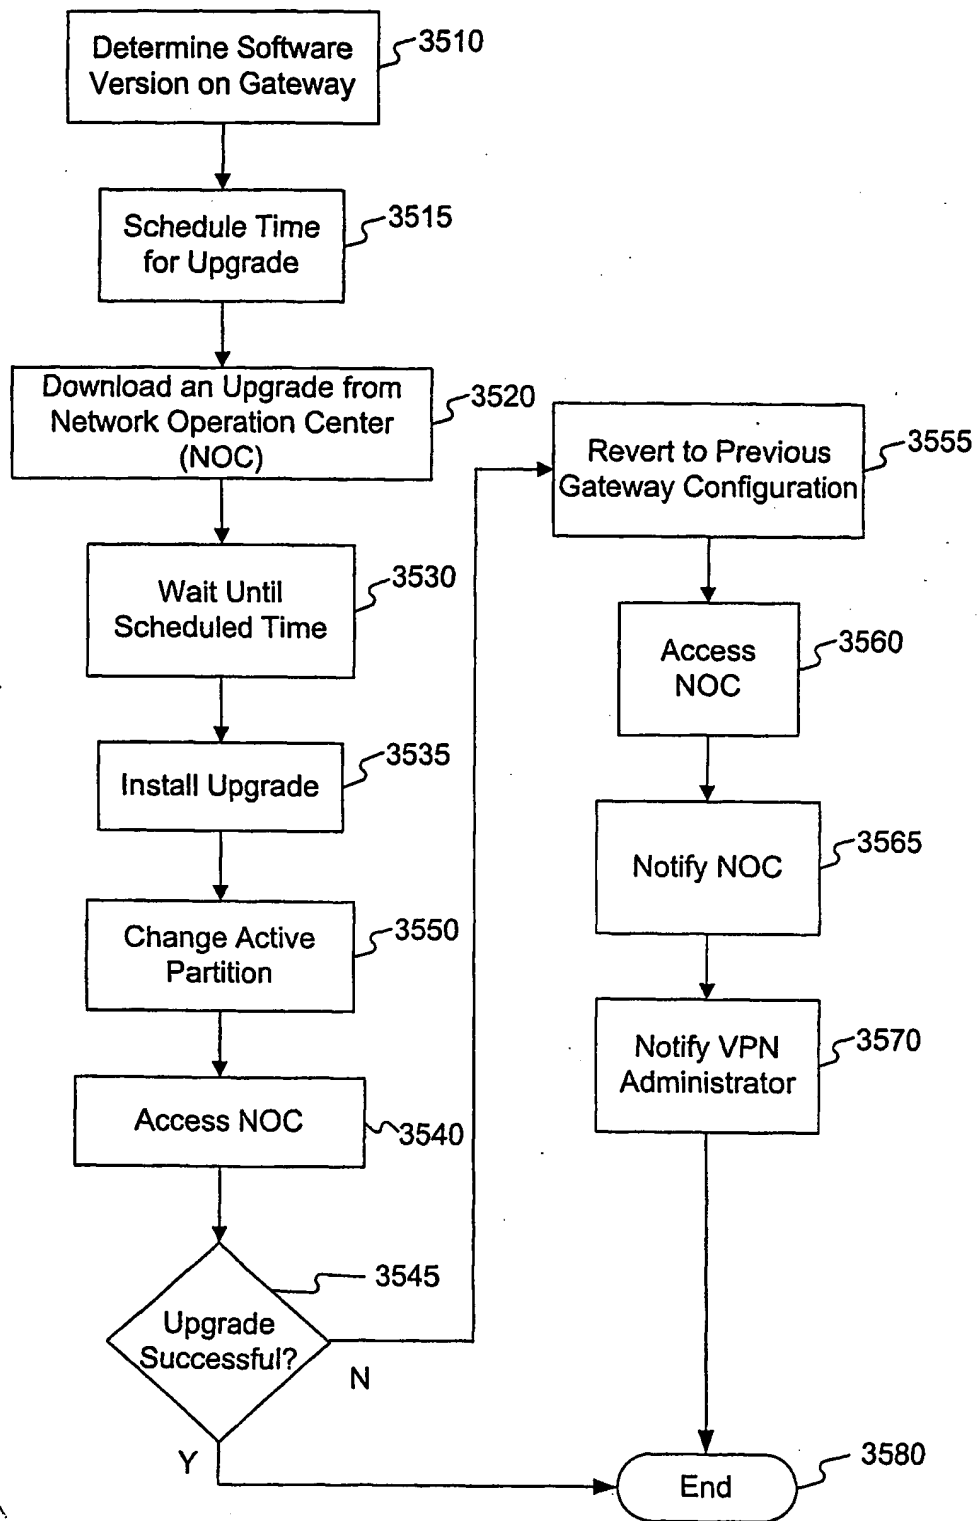 Determine Software
Version on Gateway
3510
Schedule Time
for Upgrade
3515
Download an Upgrade from
Network Operation Center
(NOC)
3520
Wait Until
Scheduled Time
3530
Install Upgrade
3535
Change Active
Partition
3550
Access NOC
3540
Upgrade
Successful?
3545
N
Y
Revert to Previous
Gateway Configuration
3555
Access
NOC
3560
Notify NOC
3565
Notify VPN
Administrator
3570
End
3580